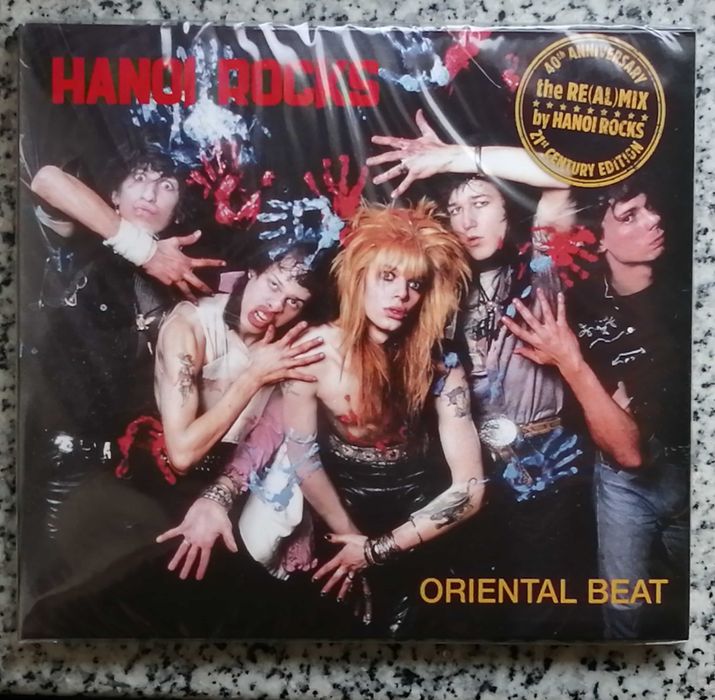 HANOI ROCKS
40th ANNIVERSARY
the RE(AL)MIX
by HANOI ROCKS
21st CENTURY EDITION
ORIENTAL BEAT